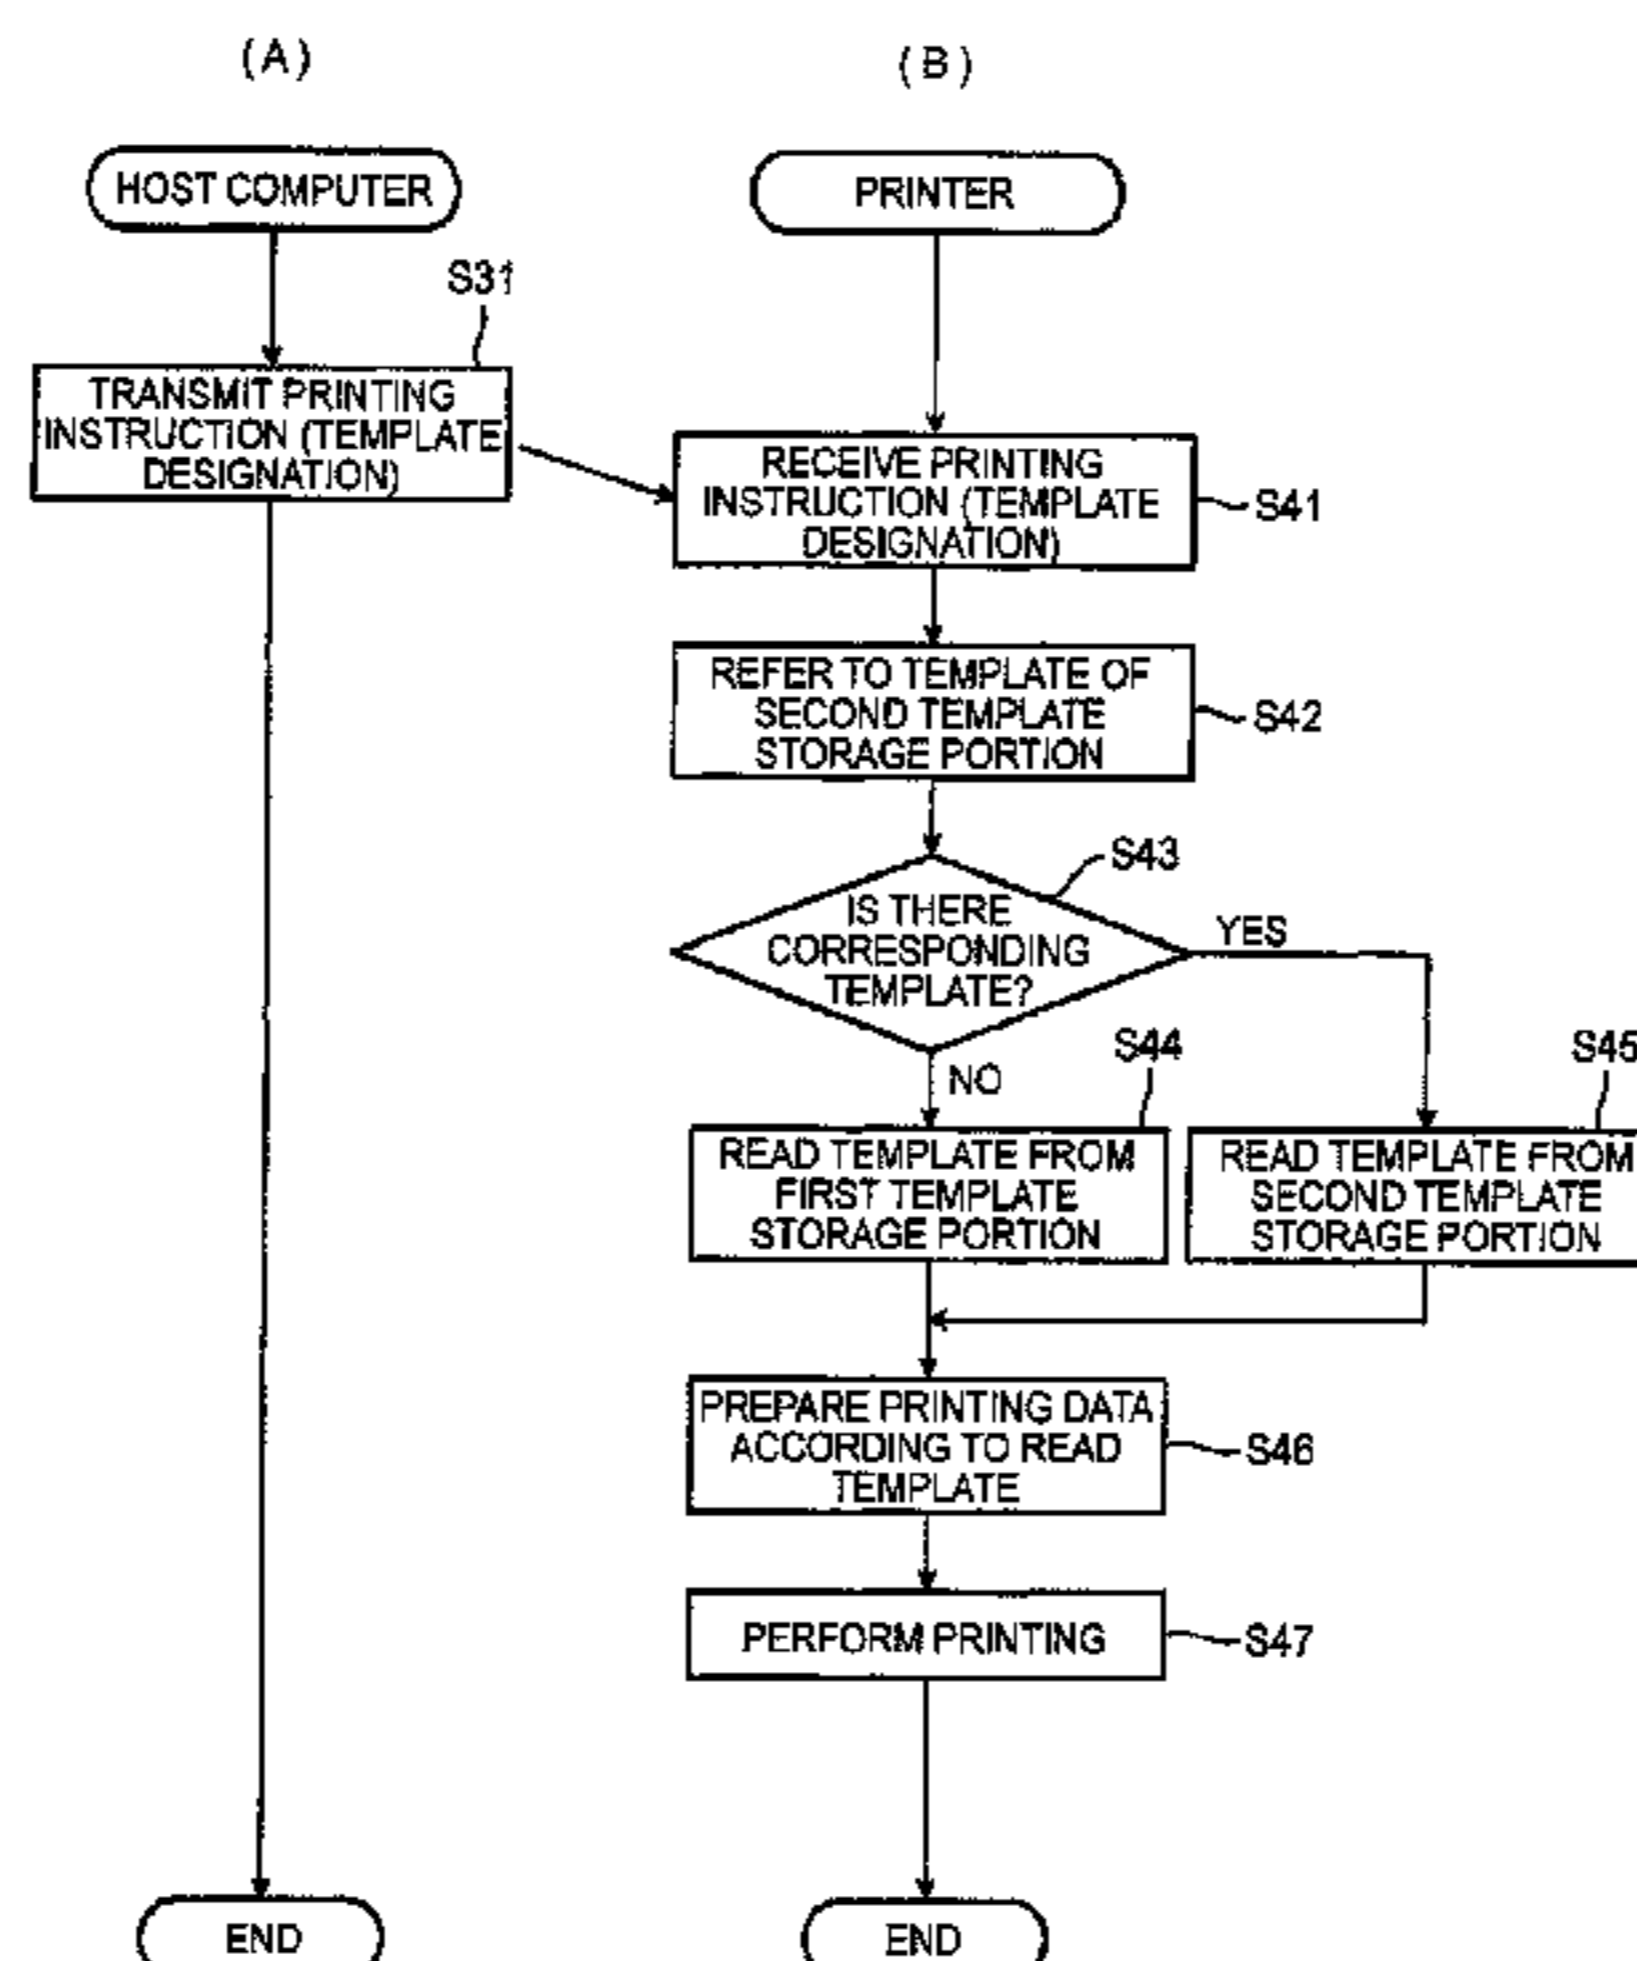 (A)
(B)
HOST COMPUTER
PRINTER
S31
TRANSMIT PRINTING
INSTRUCTION (TEMPLATE
DESIGNATION)
RECEIVE PRINTING
INSTRUCTION (TEMPLATE
DESIGNATION)
S41
REFER TO TEMPLATE OF
SECOND TEMPLATE
STORAGE PORTION
S42
S43
IS THERE
CORRESPONDING
TEMPLATE?
YES
NO
S44
S45
READ TEMPLATE FROM
FIRST TEMPLATE
STORAGE PORTION
READ TEMPLATE FROM
SECOND TEMPLATE
STORAGE PORTION
PREPARE PRINTING DATA
ACCORDING TO READ
TEMPLATE
S46
PERFORM PRINTING
S47
END
END